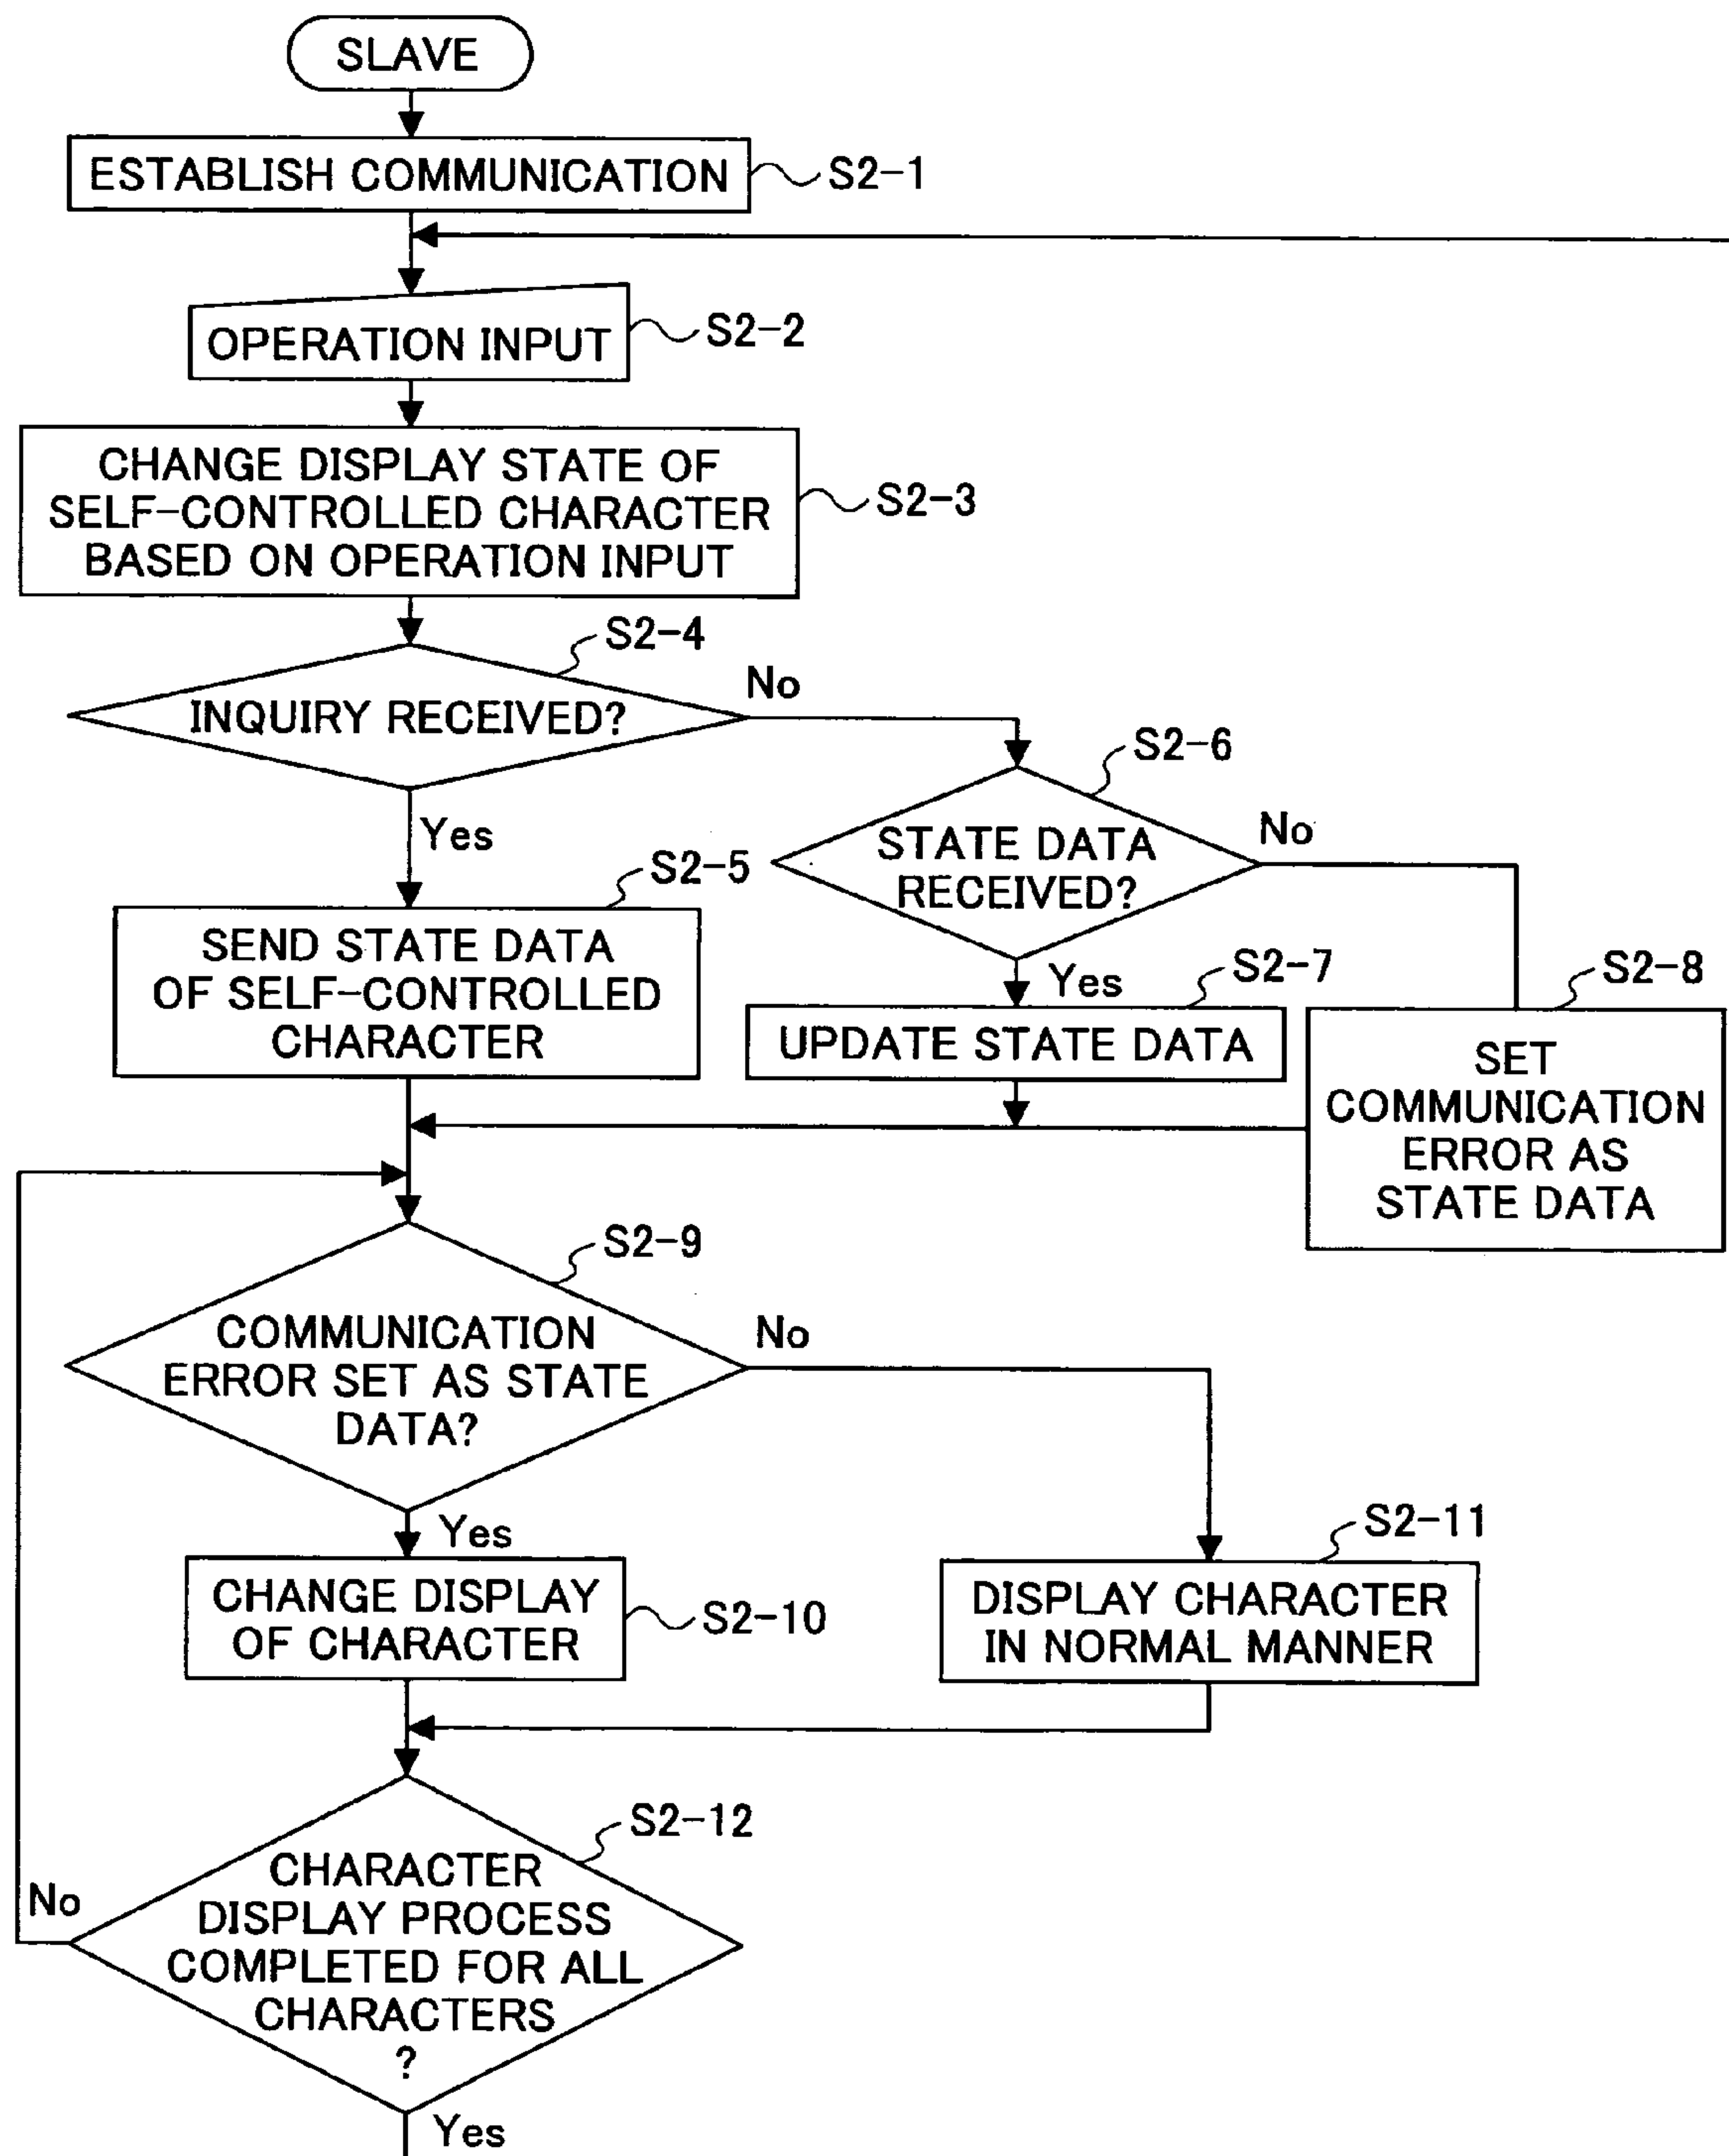 SLAVE
ESTABLISH COMMUNICATION
S2-1
OPERATION INPUT
S2-2
CHANGE DISPLAY STATE OF
SELF-CONTROLLED CHARACTER
BASED ON OPERATION INPUT
S2-3
S2-4
INQUIRY RECEIVED?
No
Yes
S2-6
STATE DATA
RECEIVED?
No
Yes
S2-5
SEND STATE DATA
OF SELF-CONTROLLED
CHARACTER
S2-7
UPDATE STATE DATA
S2-8
SET
COMMUNICATION
ERROR AS
STATE DATA
S2-9
COMMUNICATION
ERROR SET AS STATE
DATA?
No
Yes
CHANGE DISPLAY
OF CHARACTER
S2-10
S2-11
DISPLAY CHARACTER
IN NORMAL MANNER
S2-12
CHARACTER
DISPLAY PROCESS
COMPLETED FOR ALL
CHARACTERS
?
No
Yes